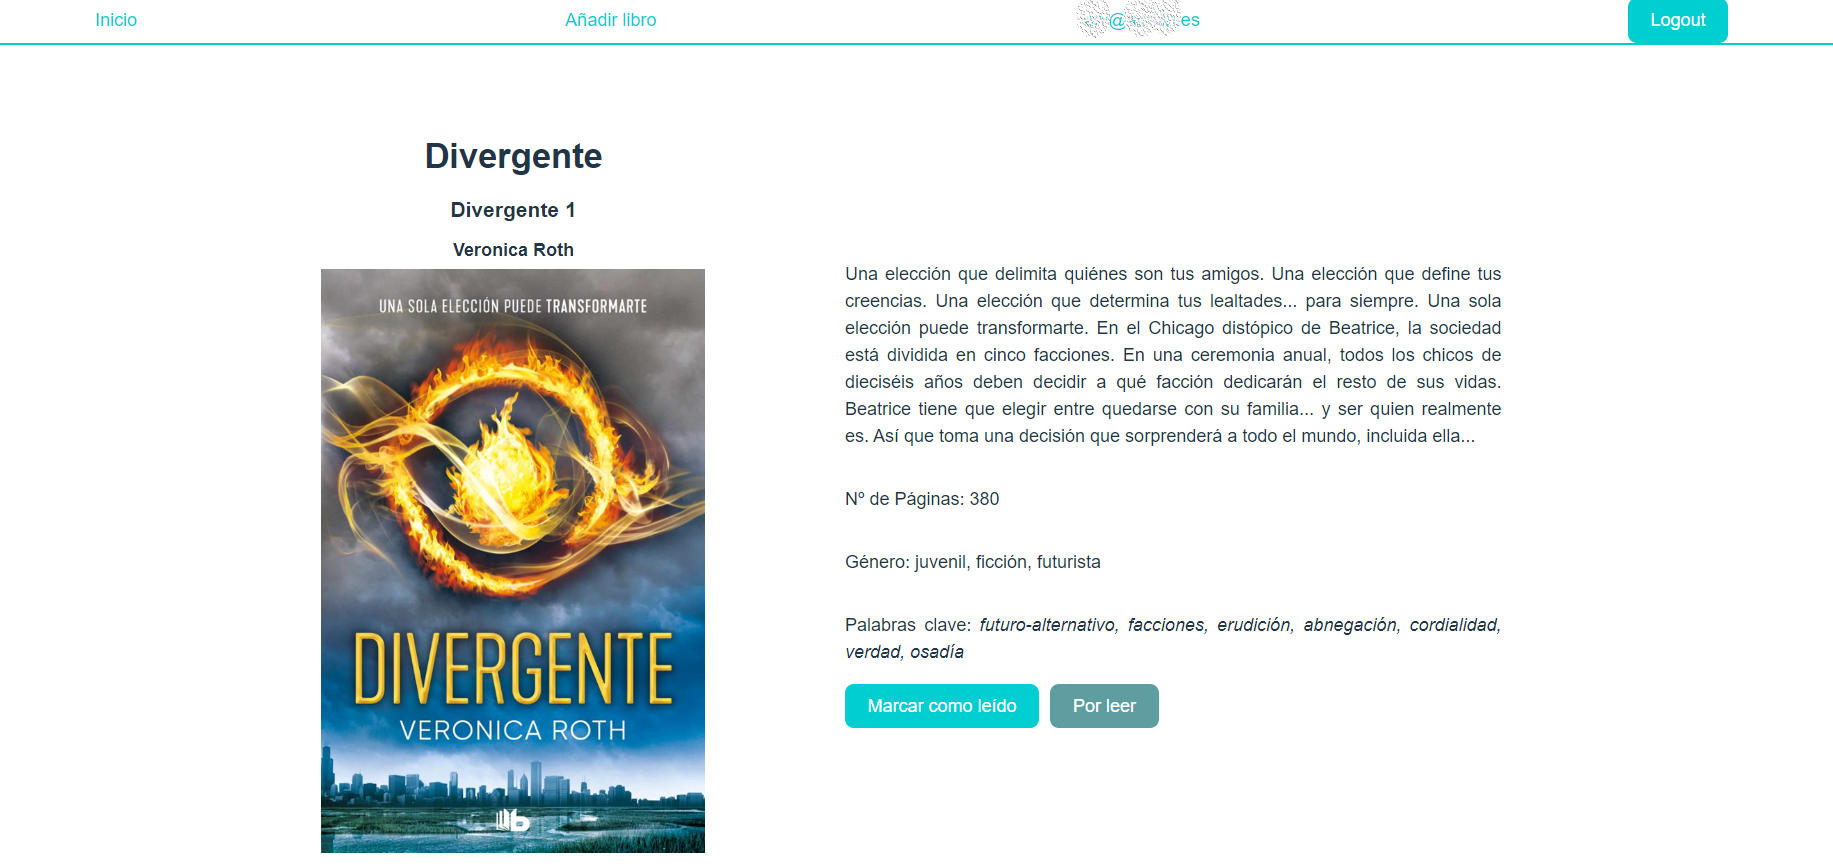 Inicio
Añadir libro
@
es
Logout
Divergente
Divergente 1
Veronica Roth
UNA SOLA ELECCIÓN PUEDE TRANSFORMARTE
DIVERGENTE
VERONICA ROTH
b
Una elección que delimita quiénes son tus amigos. Una elección que define tus
creencias. Una elección que determina tus lealtades... para siempre. Una sola
elección puede transformarte. En el Chicago distópico de Beatrice, la sociedad
está dividida en cinco facciones. En una ceremonia anual, todos los chicos de
dieciséis años deben decidir a qué facción dedicarán el resto de sus vidas.
Beatrice tiene que elegir entre quedarse con su familia... y ser quien realmente
es. Así que toma una decisión que sorprenderá a todo el mundo, incluida ella...
Nº de Páginas: 380
Género: juvenil, ficción, futurista
Palabras clave: futuro-alternativo, facciones, erudición, abnegación, cordialidad,
verdad, osadía
Marcar como leído
Por leer